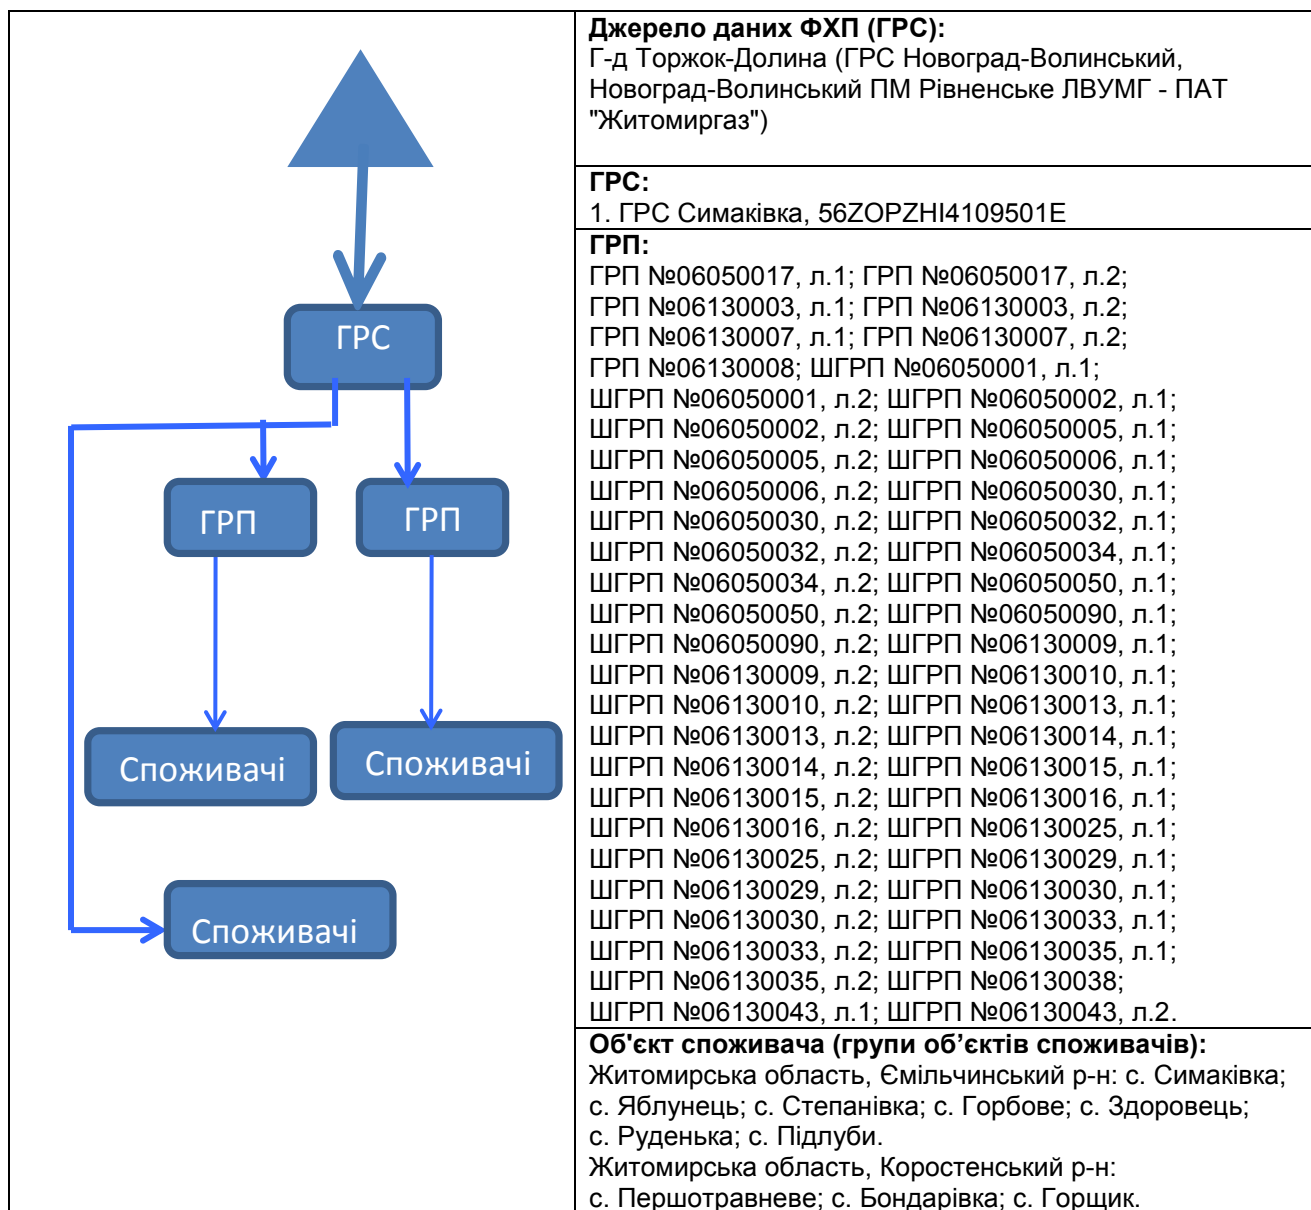 ГРС
ГРП
ГРП
Споживачі
Споживачі
Споживачі
Джерело даних ФХП (ГРС):
Г-д Торжок-Долина (ГРС Новоград-Волинський,
Новоград-Волинський ПМ Рівненське ЛВУМГ - ПАТ
"Житомиргаз")
ГРС:
1. ГРС Симаківка, 56ZOPZHI4109501E
ГРП:
ГРП №06050017, л.1; ГРП №06050017, л.2;
ГРП №06130003, л.1; ГРП №06130003, л.2;
ГРП №06130007, л.1; ГРП №06130007, л.2;
ГРП №06130008; ШГРП №06050001, л.1;
ШГРП №06050001, л.2; ШГРП №06050002, л.1;
ШГРП №06050002, л.2; ШГРП №06050005, л.1;
ШГРП №06050005, л.2; ШГРП №06050006, л.1;
ШГРП №06050006, л.2; ШГРП №06050030, л.1;
ШГРП №06050030, л.2; ШГРП №06050032, л.1;
ШГРП №06050032, л.2; ШГРП №06050034, л.1;
ШГРП №06050034, л.2; ШГРП №06050050, л.1;
ШГРП №06050050, л.2; ШГРП №06050090, л.1;
ШГРП №06050090, л.2; ШГРП №06130009, л.1;
ШГРП №06130009, л.2; ШГРП №06130010, л.1;
ШГРП №06130010, л.2; ШГРП №06130013, л.1;
ШГРП №06130013, л.2; ШГРП №06130014, л.1;
ШГРП №06130014, л.2; ШГРП №06130015, л.1;
ШГРП №06130015, л.2; ШГРП №06130016, л.1;
ШГРП №06130016, л.2; ШГРП №06130025, л.1;
ШГРП №06130025, л.2; ШГРП №06130029, л.1;
ШГРП №06130029, л.2; ШГРП №06130030, л.1;
ШГРП №06130030, л.2; ШГРП №06130033, л.1;
ШГРП №06130033, л.2; ШГРП №06130035, л.1;
ШГРП №06130035, л.2; ШГРП №06130038;
ШГРП №06130043, л.1; ШГРП №06130043, л.2.
Об'єкт споживача (групи об’єктів споживачів):
Житомирська область, Ємільчинський р-н: с. Симаківка;
с. Яблунець; с. Степанівка; с. Горбове; с. Здоровець;
с. Руденька; с. Підлуби.
Житомирська область, Коростенський р-н:
с. Першотравневе; с. Бондарівка; с. Горщик.